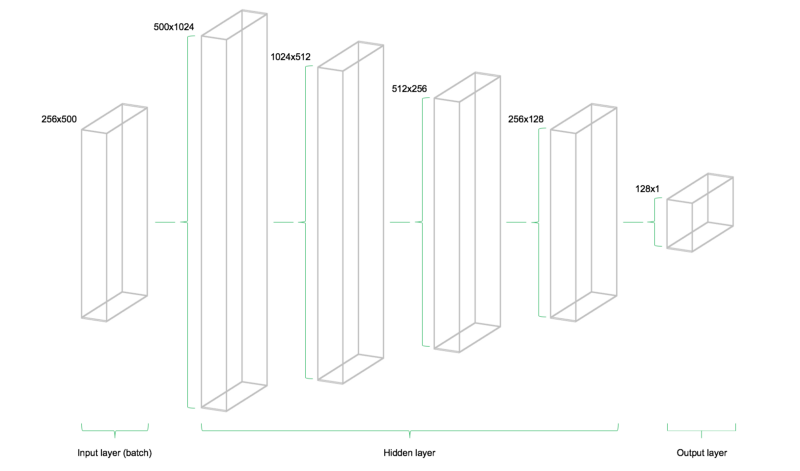 500x1024
1024x512
512x256
256x500
256x128
128x1
Input layer (batch)
Hidden layer
Output layer